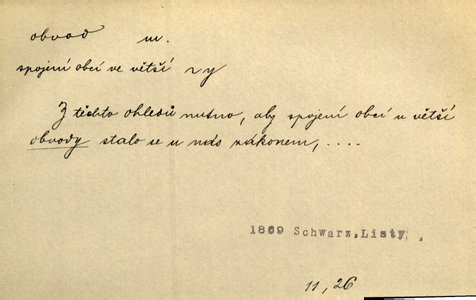 obvod m.
spojení obcí ve větší
Z těchto ohledů nutno, aby spojení obcí u větší
obvody stalo se u nás zákonem, ....
1869 Schwarz, Listy,
11, 26